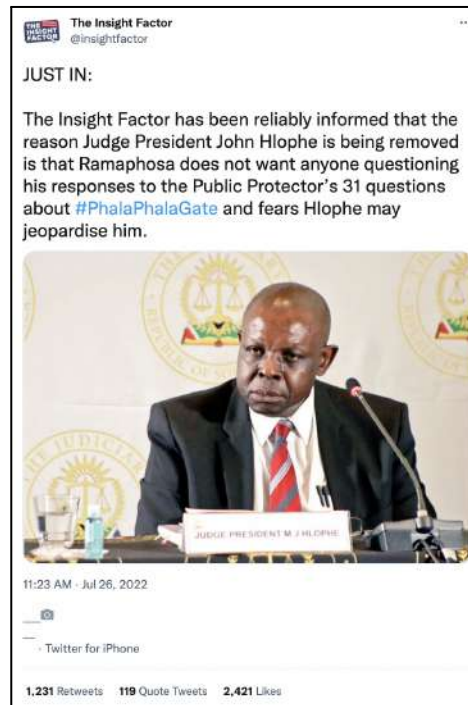 THE INSIGHT FACTOR
The Insight Factor
@insightfactor
JUST IN:
The Insight Factor has been reliably informed that the
reason Judge President John Hlophe is being removed
is that Ramaphosa does not want anyone questioning
his responses to the Public Protector’s 31 questions
about #PhalaPhalaGate and fears Hlophe may
jeopardise him.
JUDGE PRESIDENT M J HLOPHE
11:23 AM · Jul 26, 2022
· Twitter for iPhone
1,231 Retweets 119 Quote Tweets 2,421 Likes